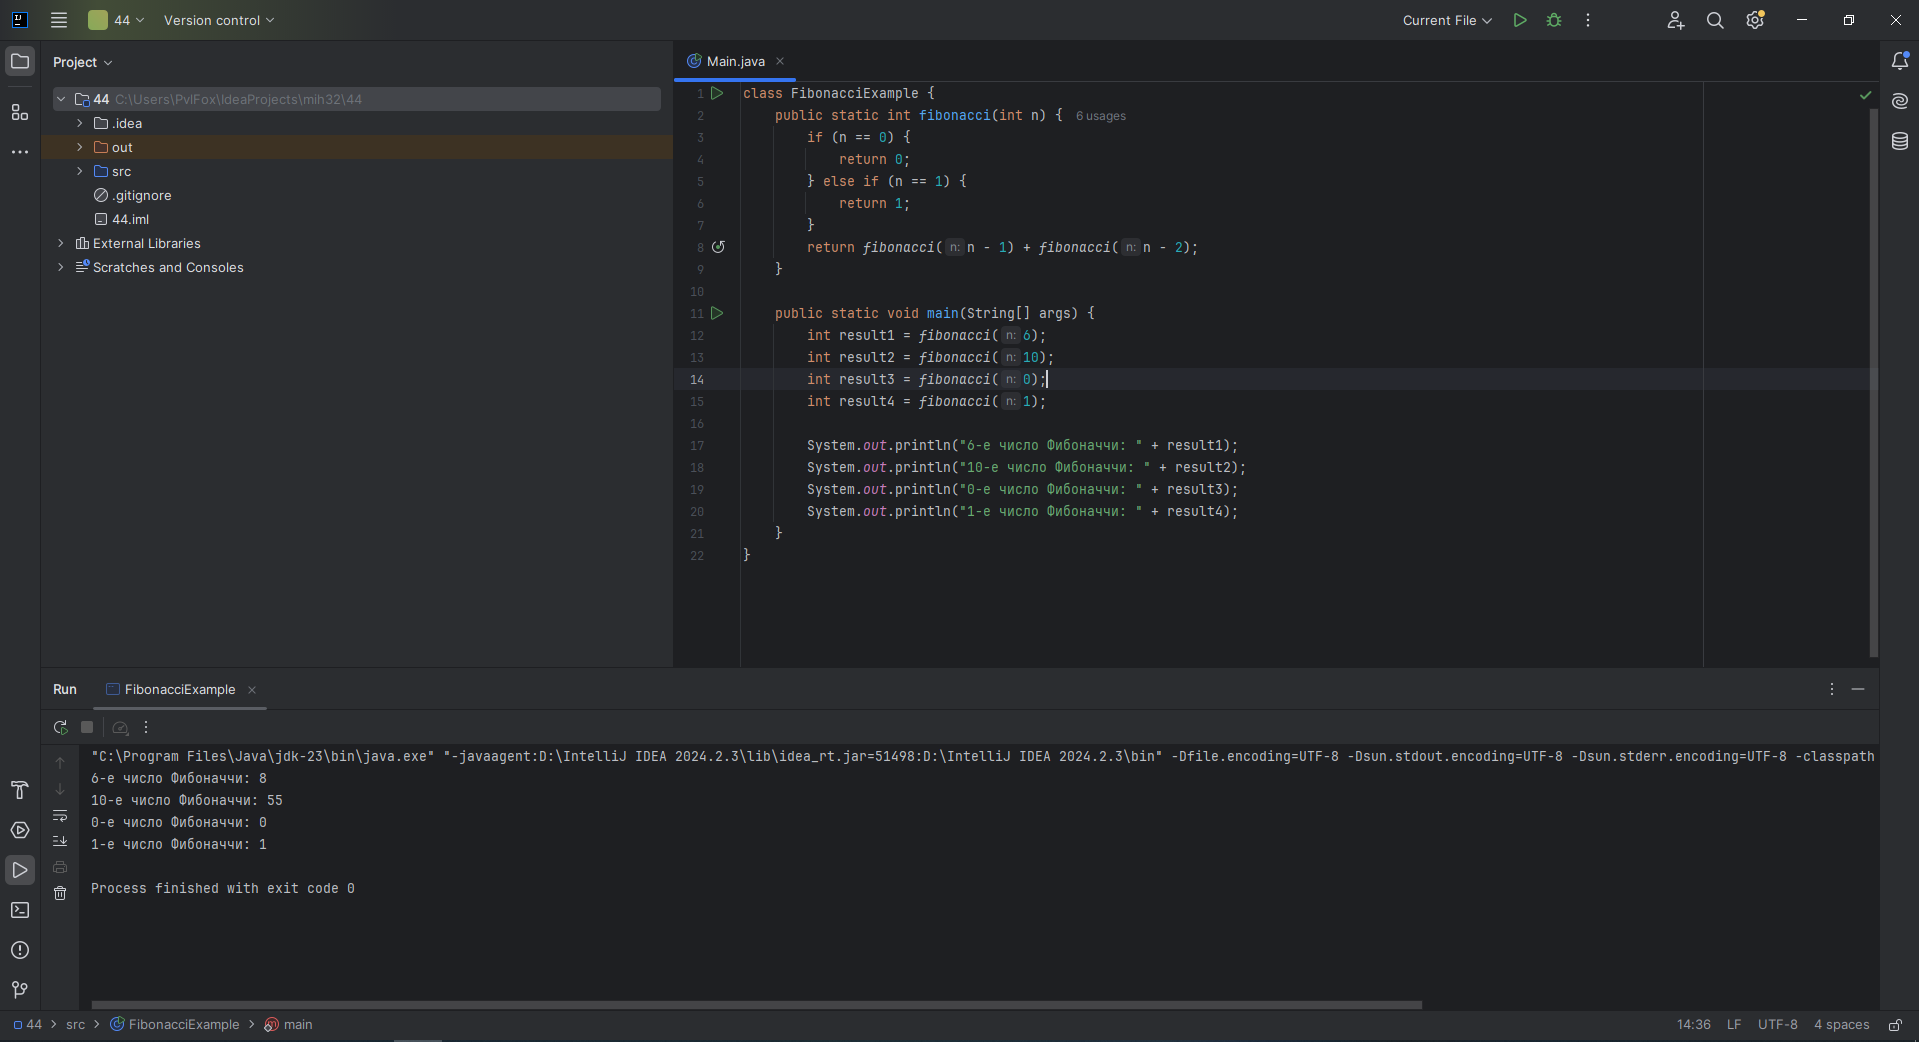 44 Version control Current File
Project
44 C:\Users\PvlFox\IdeaProjects\mih32\44
.idea
out
src
.gitignore
44.iml
External Libraries
Scratches and Consoles
Main.java
1 class FibonacciExample {
2 public static int fibonacci(int n) { 6 usages
3 if (n == 0) {
4 return 0;
5 } else if (n == 1) {
6 return 1;
7 }
8 return fibonacci( n: n - 1) + fibonacci( n: n - 2);
9 }
10
11 public static void main(String[] args) {
12 int result1 = fibonacci( n: 6);
13 int result2 = fibonacci( n: 10);
14 int result3 = fibonacci( n: 0);
15 int result4 = fibonacci( n: 1);
16
17 System.out.println("6-е число Фибоначчи: " + result1);
18 System.out.println("10-е число Фибоначчи: " + result2);
19 System.out.println("0-е число Фибоначчи: " + result3);
20 System.out.println("1-е число Фибоначчи: " + result4);
21 }
22 }
Run FibonacciExample
"C:\Program Files\Java\jdk-23\bin\java.exe" "-javaagent:D:\IntelliJ IDEA 2024.2.3\lib\idea_rt.jar=51498:D:\IntelliJ IDEA 2024.2.3\bin" -Dfile.encoding=UTF-8 -Dsun.stdout.encoding=UTF-8 -Dsun.stderr.encoding=UTF-8 -classpath
6-е число Фибоначчи: 8
10-е число Фибоначчи: 55
0-е число Фибоначчи: 0
1-е число Фибоначчи: 1
Process finished with exit code 0
44 src FibonacciExample main 14:36 LF UTF-8 4 spaces